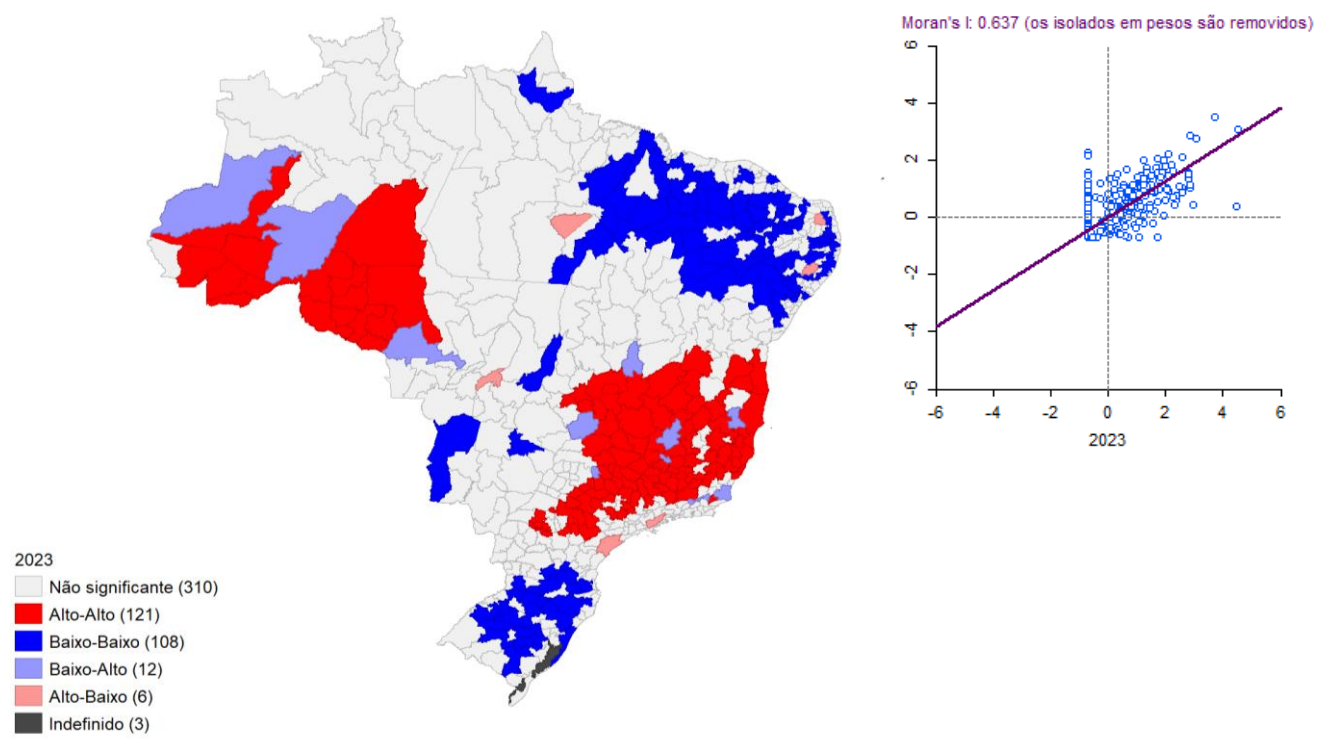 Moran's I: 0.637 (os isolados em pesos são removidos)
6
4
2
0
-2
-4
-6
-6 -4 -2 0 2 4 6
2023
2023
Não significante (310)
Alto-Alto (121)
Baixo-Baixo (108)
Baixo-Alto (12)
Alto-Baixo (6)
Indefinido (3)